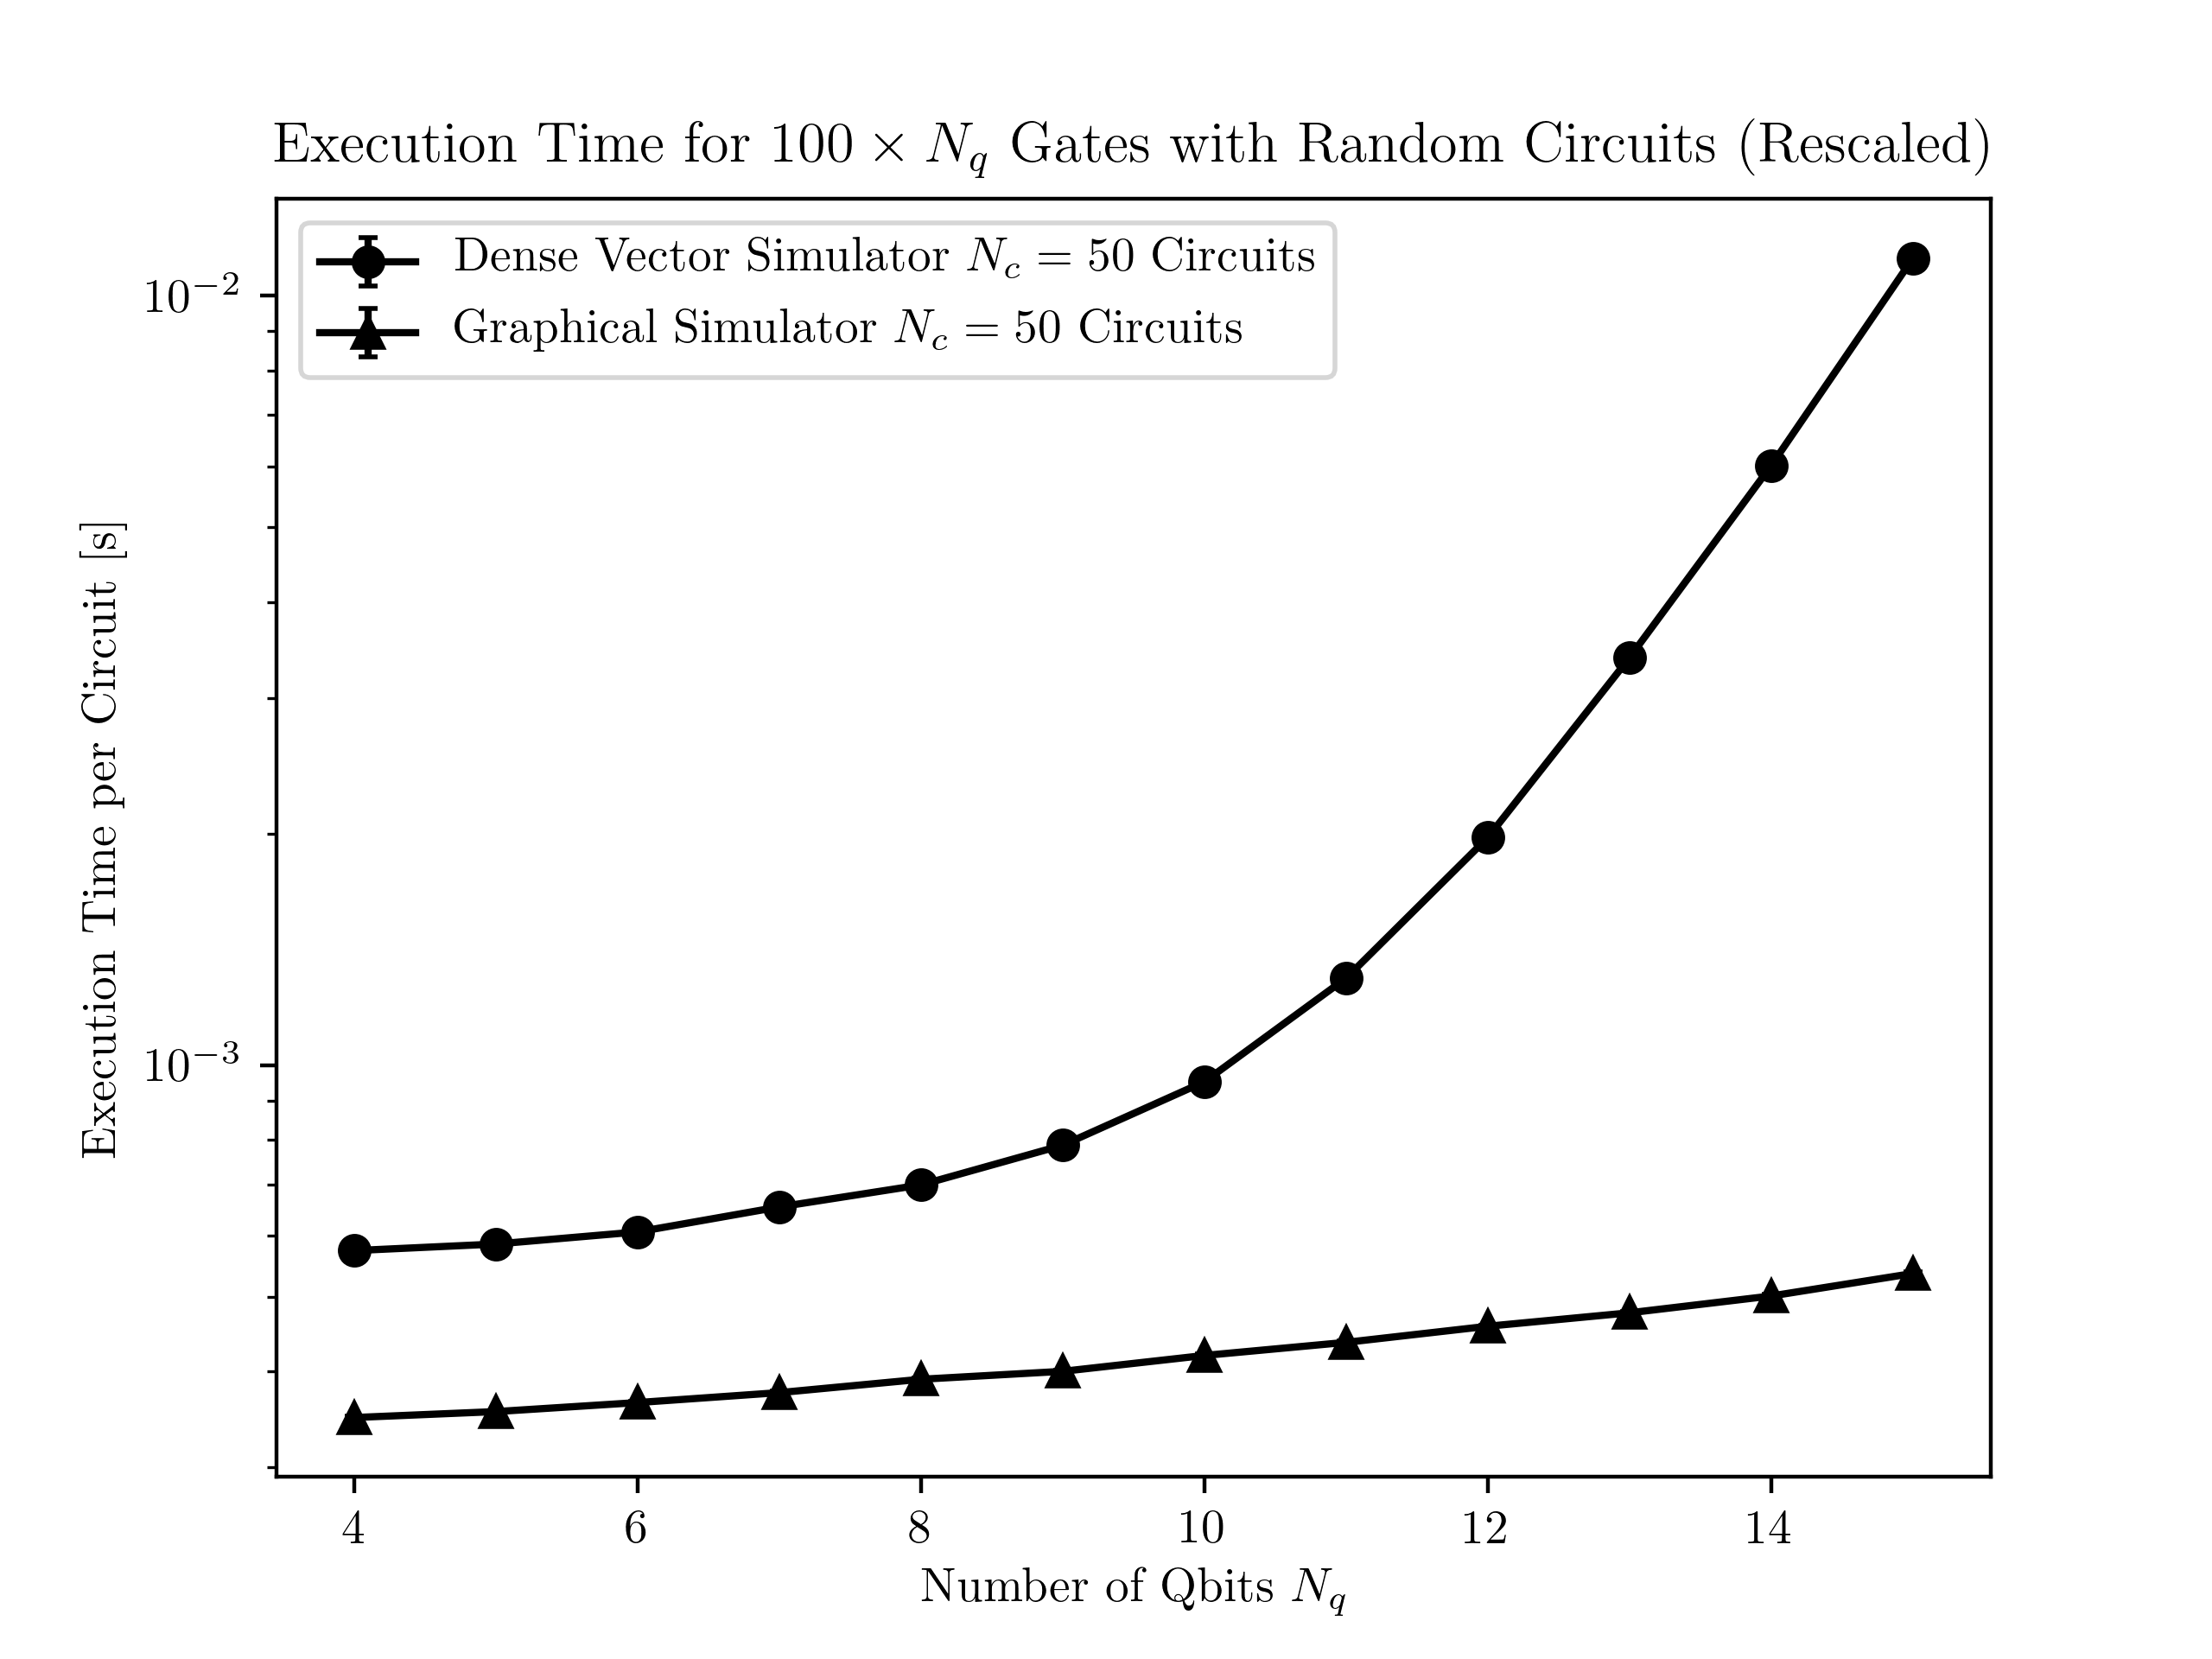 Execution Time for 100 × N_q Gates with Random Circuits (Rescaled)
Dense Vector Simulator N_c = 50 Circuits
Graphical Simulator N_c = 50 Circuits
Execution Time per Circuit [s]
10^−2
10^−3
4 6 8 10 12 14
Number of Qbits N_q